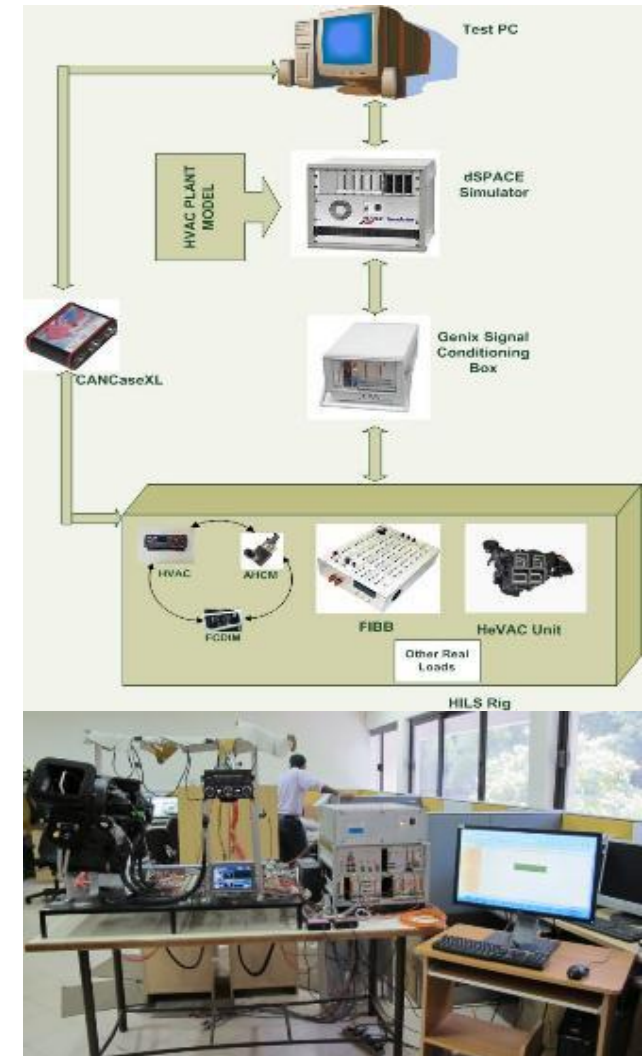 Test PC
HVAC PLANT
MODEL
dSPACE
Simulator
Genix Signal
Conditioning
Box
CANCaseXL
HVAC
AHCM
FCDIM
FIBB
HeVAC Unit
Other Real
Loads
HILS Rig